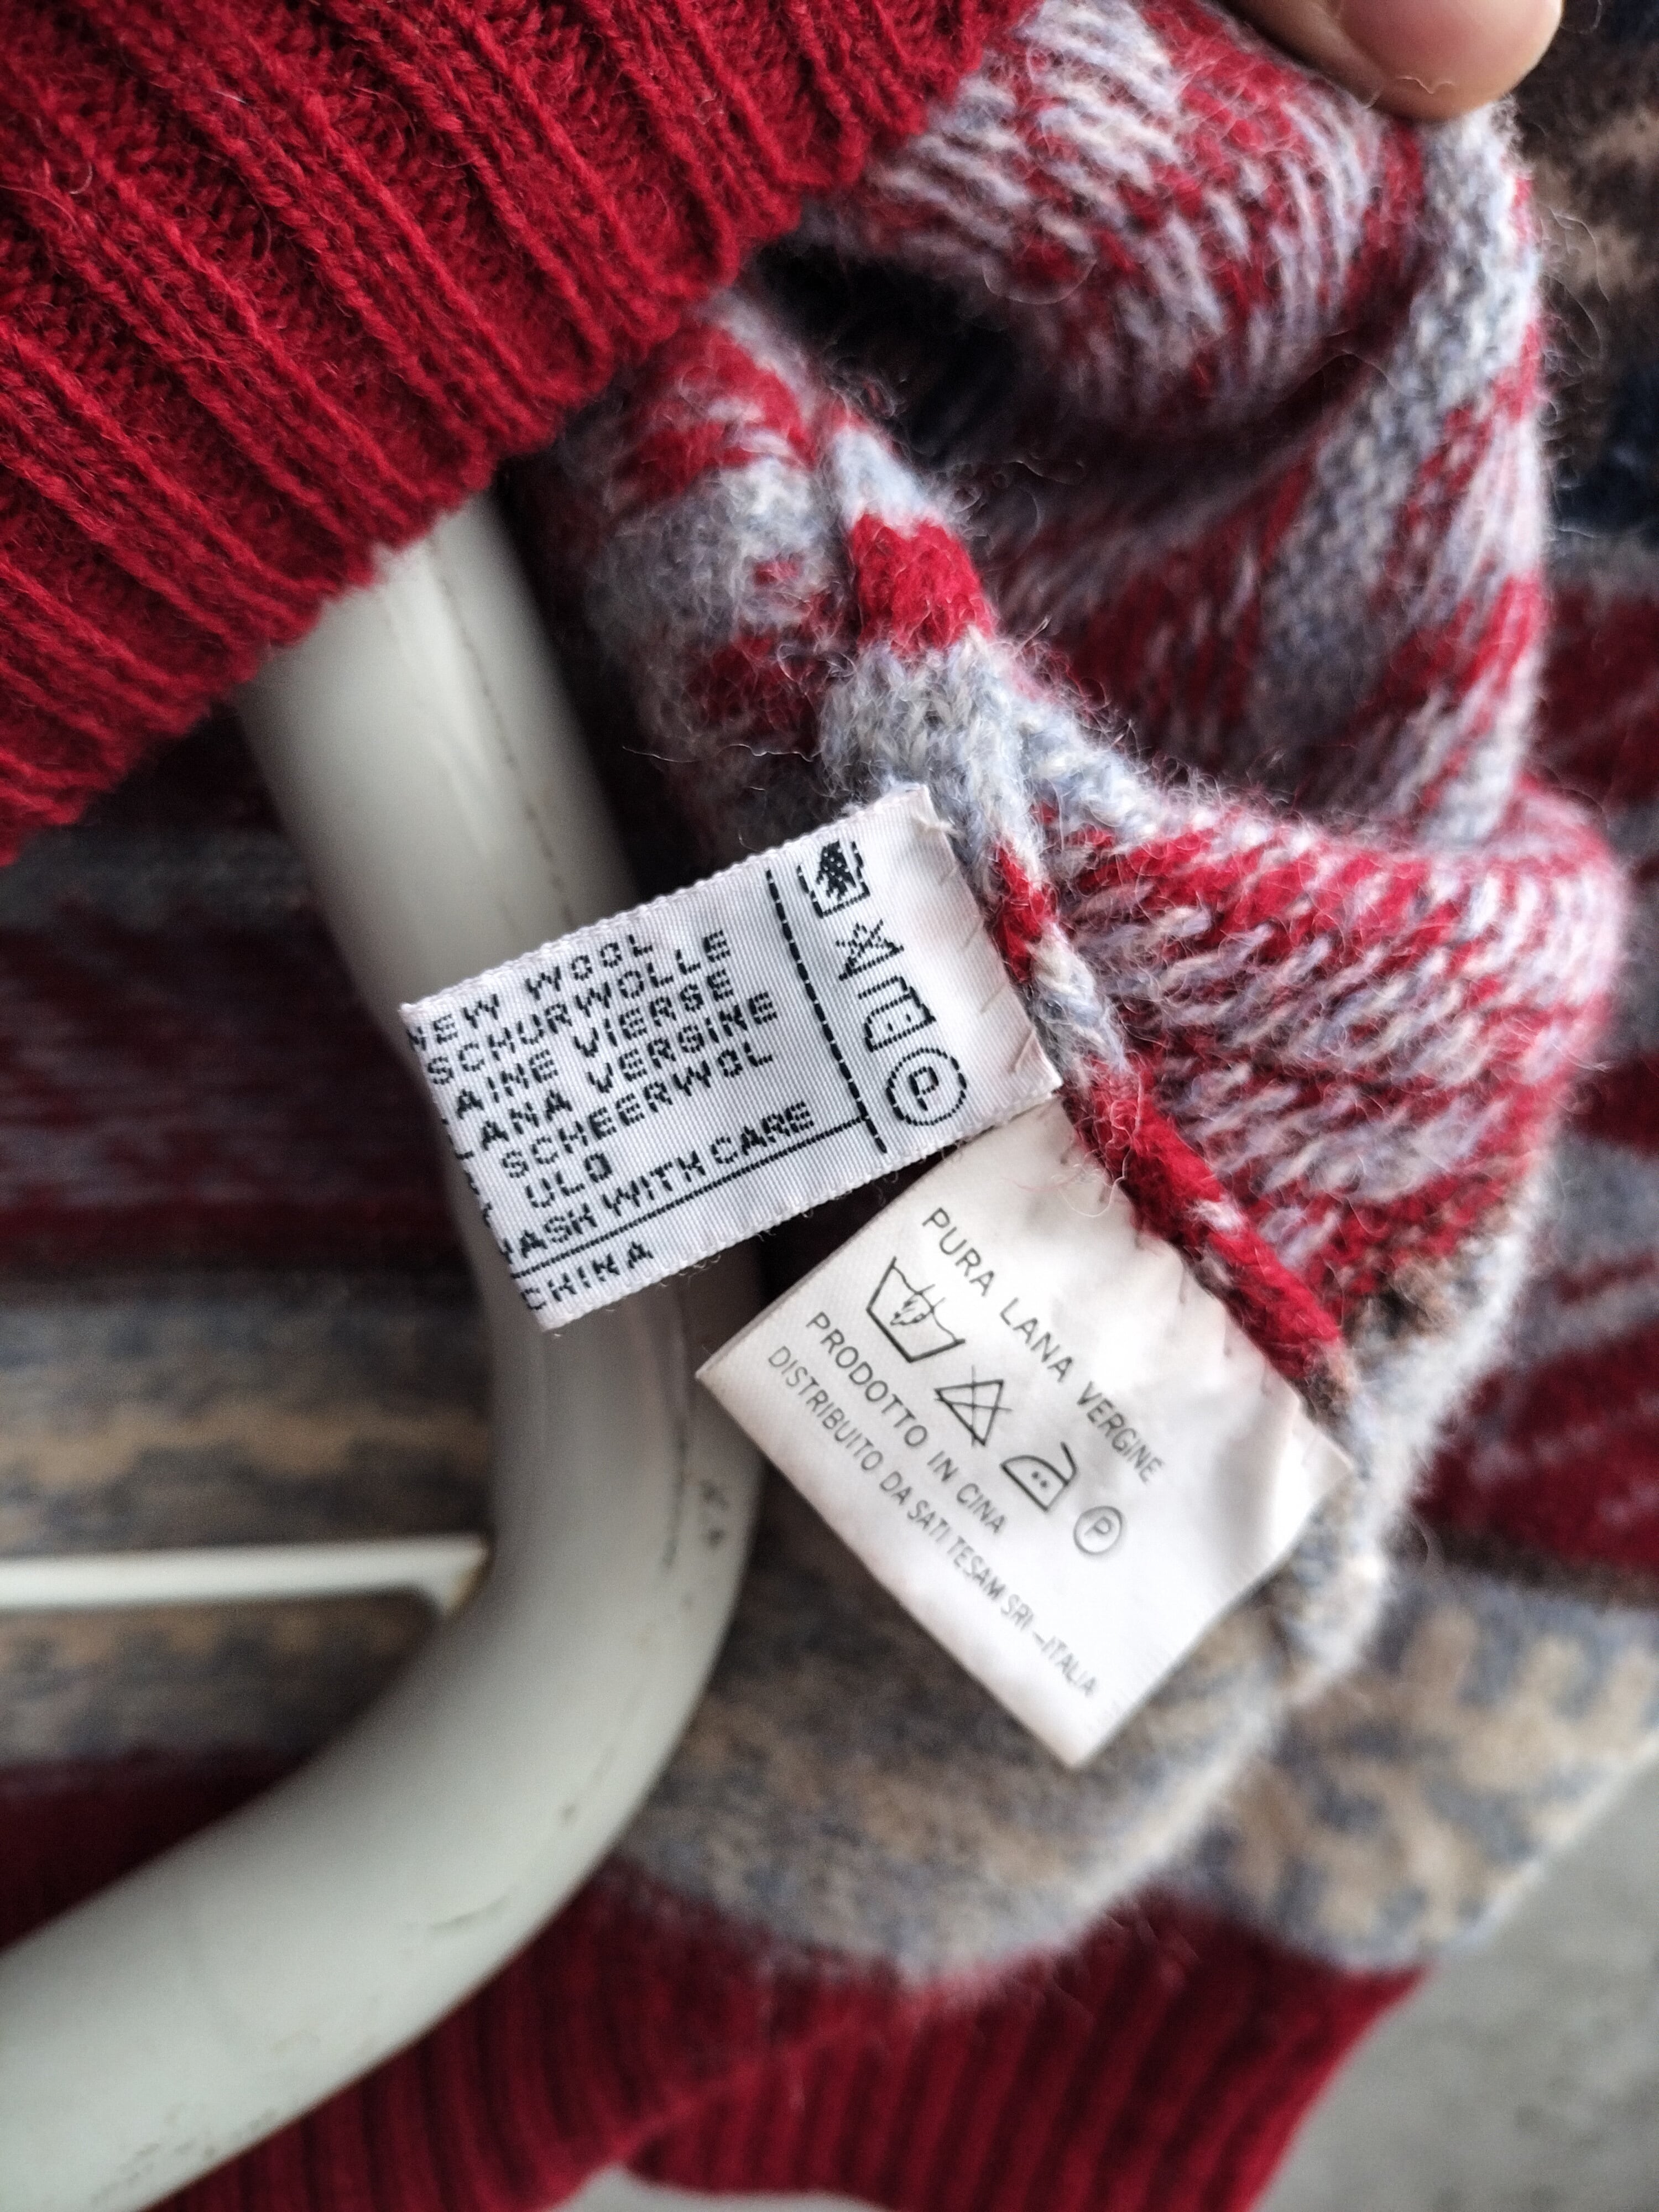 NEW WOOL
SCHURWOLLE
LAINE VIERSE
LANA VERGINE
SCHEERWOL
ULD
WASH WITH CARE
CHINA
PURA LANA VERGINE
P
PRODOTTO IN CINA
DISTRIBUITO DA SATI TESAM SRL-ITALIA